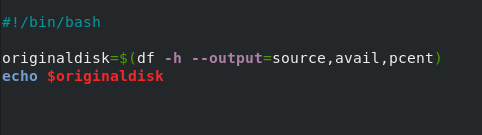 #!/bin/bash
originaldisk=$(df -h --output=source,avail,pcent)
echo $originaldisk